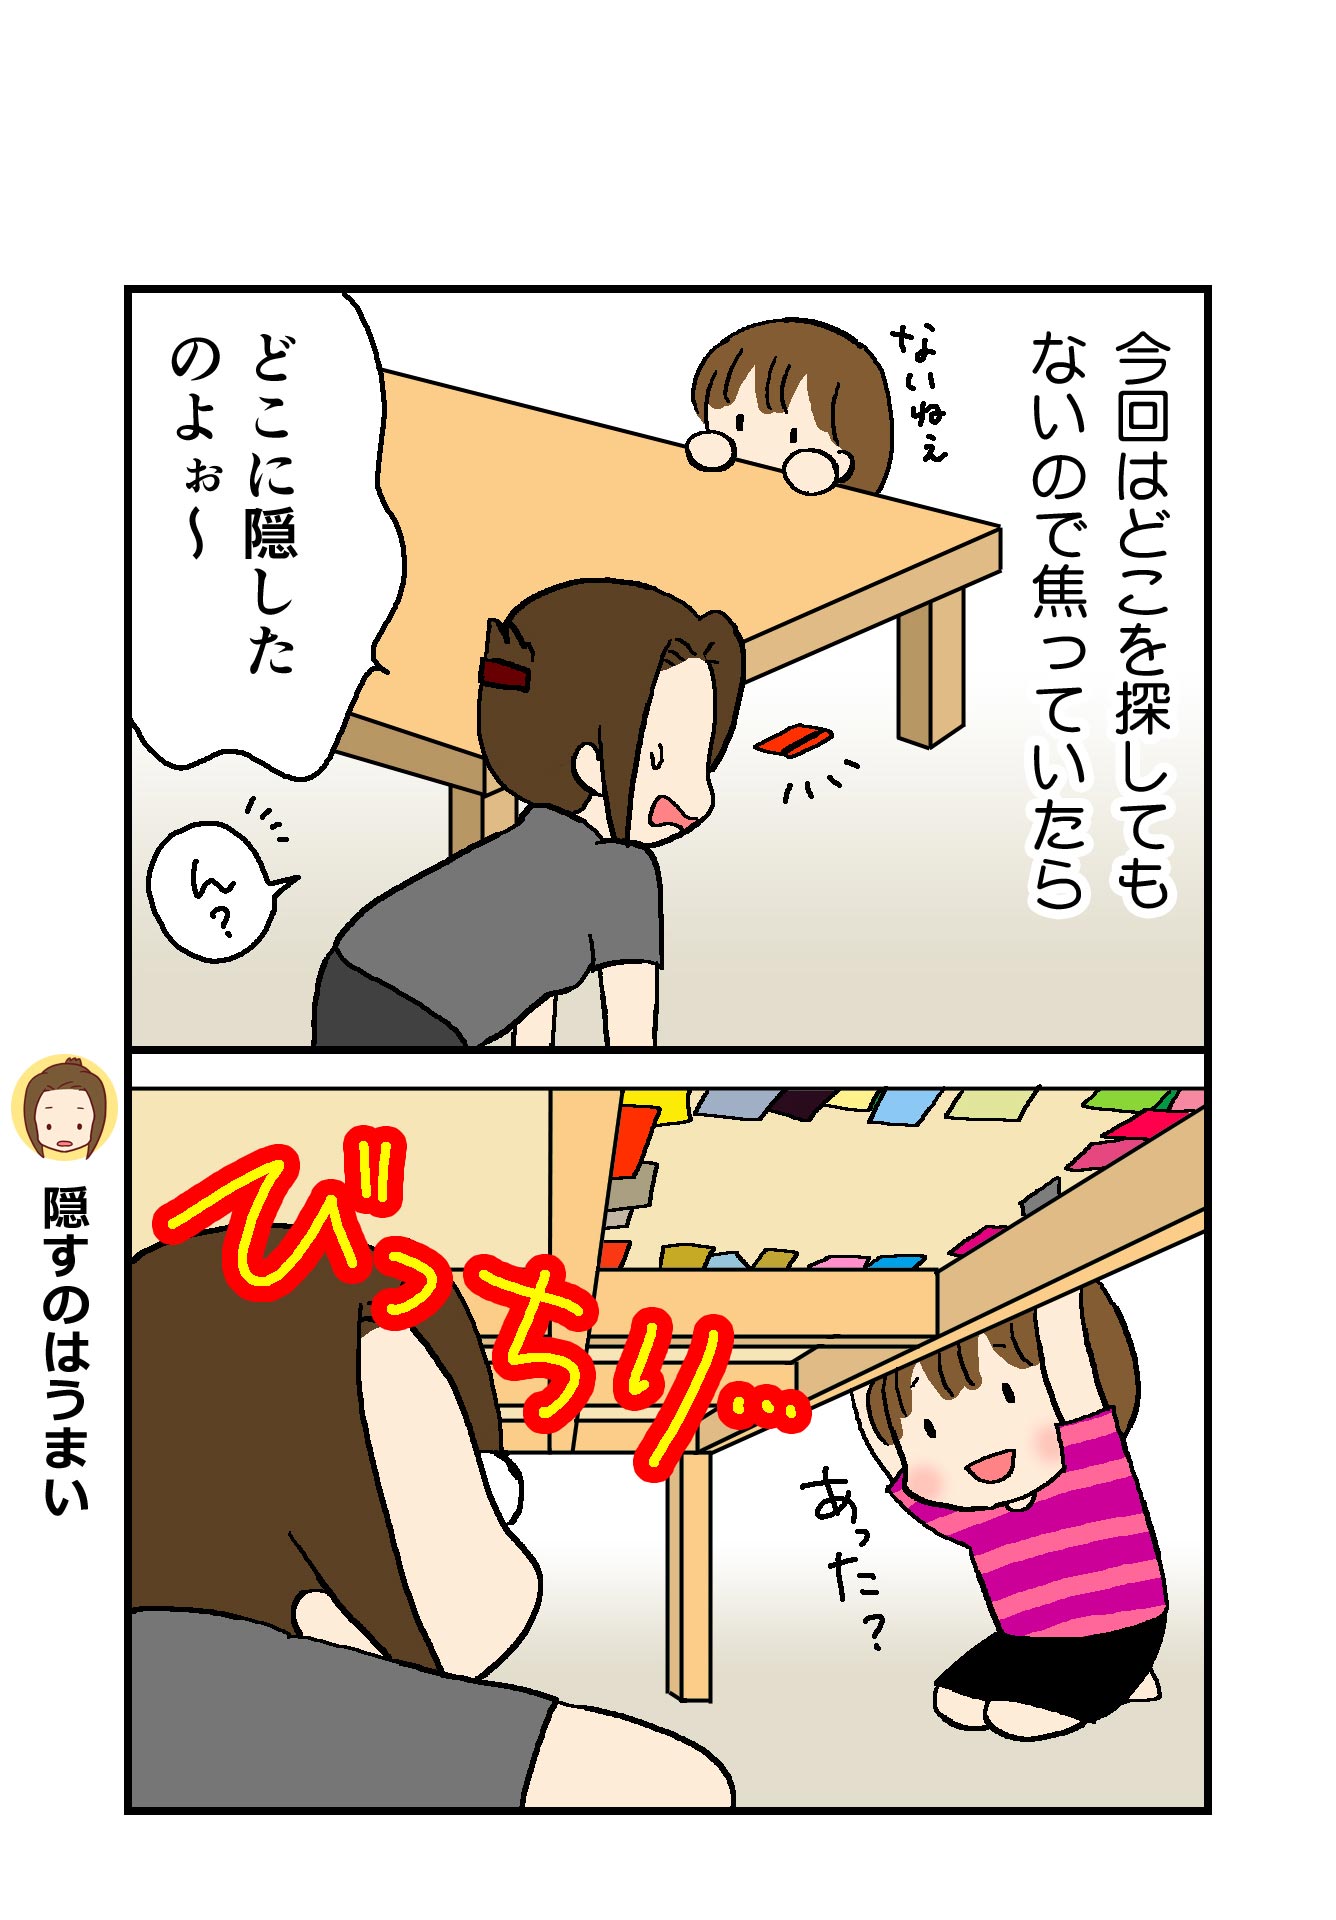 今回はどこを探しても
ないので焦っていたら
ないねぇ
どこに隠した
のよぉ〜
ん?
びっちり…
あった?
隠すのはうまい